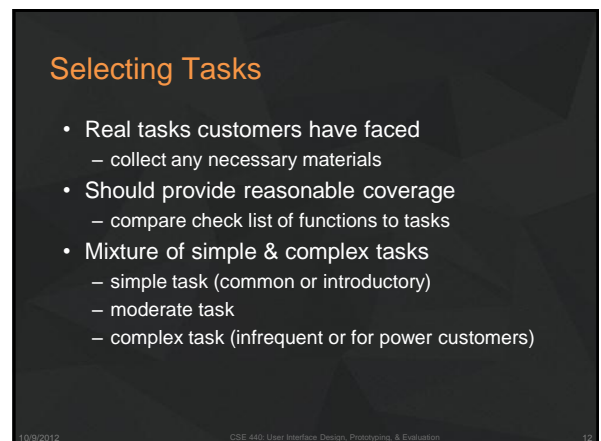 Selecting Tasks
• Real tasks customers have faced
– collect any necessary materials
• Should provide reasonable coverage
– compare check list of functions to tasks
• Mixture of simple & complex tasks
– simple task (common or introductory)
– moderate task
– complex task (infrequent or for power customers)
10/9/2012 CSE 440: User Interface Design, Prototyping, & Evaluation 12